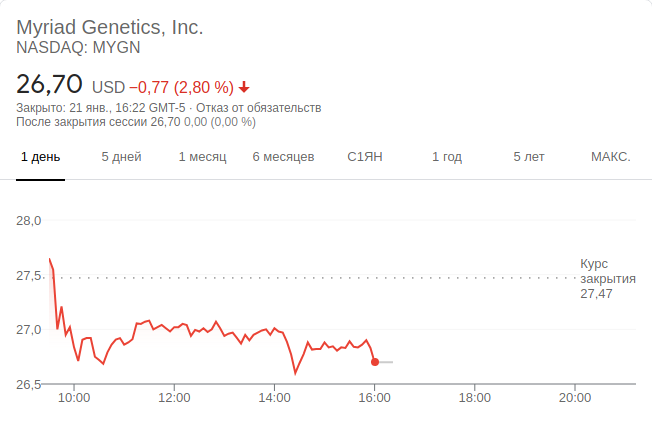 Myriad Genetics, Inc.
NASDAQ: MYGN
26,70 USD −0,77 (2,80 %)
Закрыто: 21 янв., 16:22 GMT-5 · Отказ от обязательств
После закрытия сессии 26,70 0,00 (0,00 %)
1 день 5 дней 1 месяц 6 месяцев С1ЯН 1 год 5 лет МАКС.
28,0
27,5
27,0
26,5
Курс
закрытия
27,47
10:00 12:00 14:00 16:00 18:00 20:00